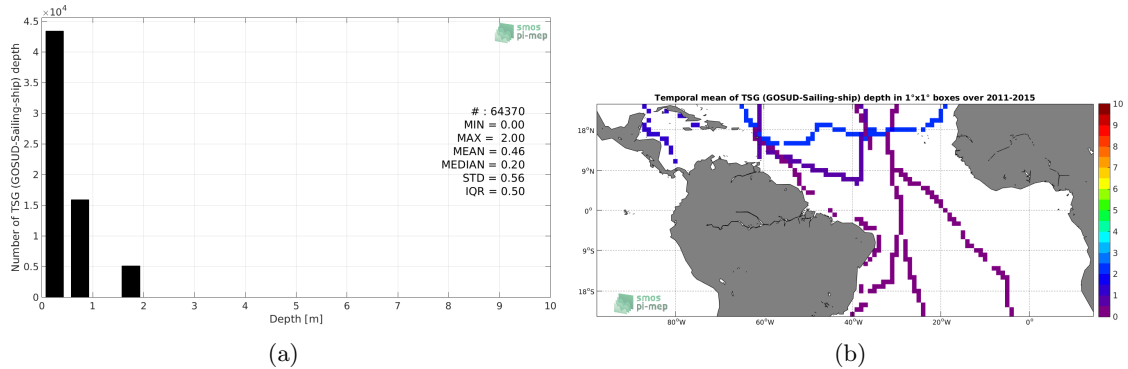 ×10⁴
4.5
4
3.5
3
2.5
2
1.5
1
0.5
0
Number of TSG (GOSUD-Sailing-ship) depth
smos
pi-mep
# : 64370
MIN = 0.00
MAX = 2.00
MEAN = 0.46
MEDIAN = 0.20
STD = 0.56
IQR = 0.50
0 1 2 3 4 5 6 7 8 9 10
Depth [m]
(a)
Temporal mean of TSG (GOSUD-Sailing-ship) depth in 1°x1° boxes over 2011-2015
18°N
9°N
0°
9°S
18°S
smos
pi-mep
80°W 60°W 40°W 20°W 0°
10
9
8
7
6
5
4
3
2
1
0
(b)